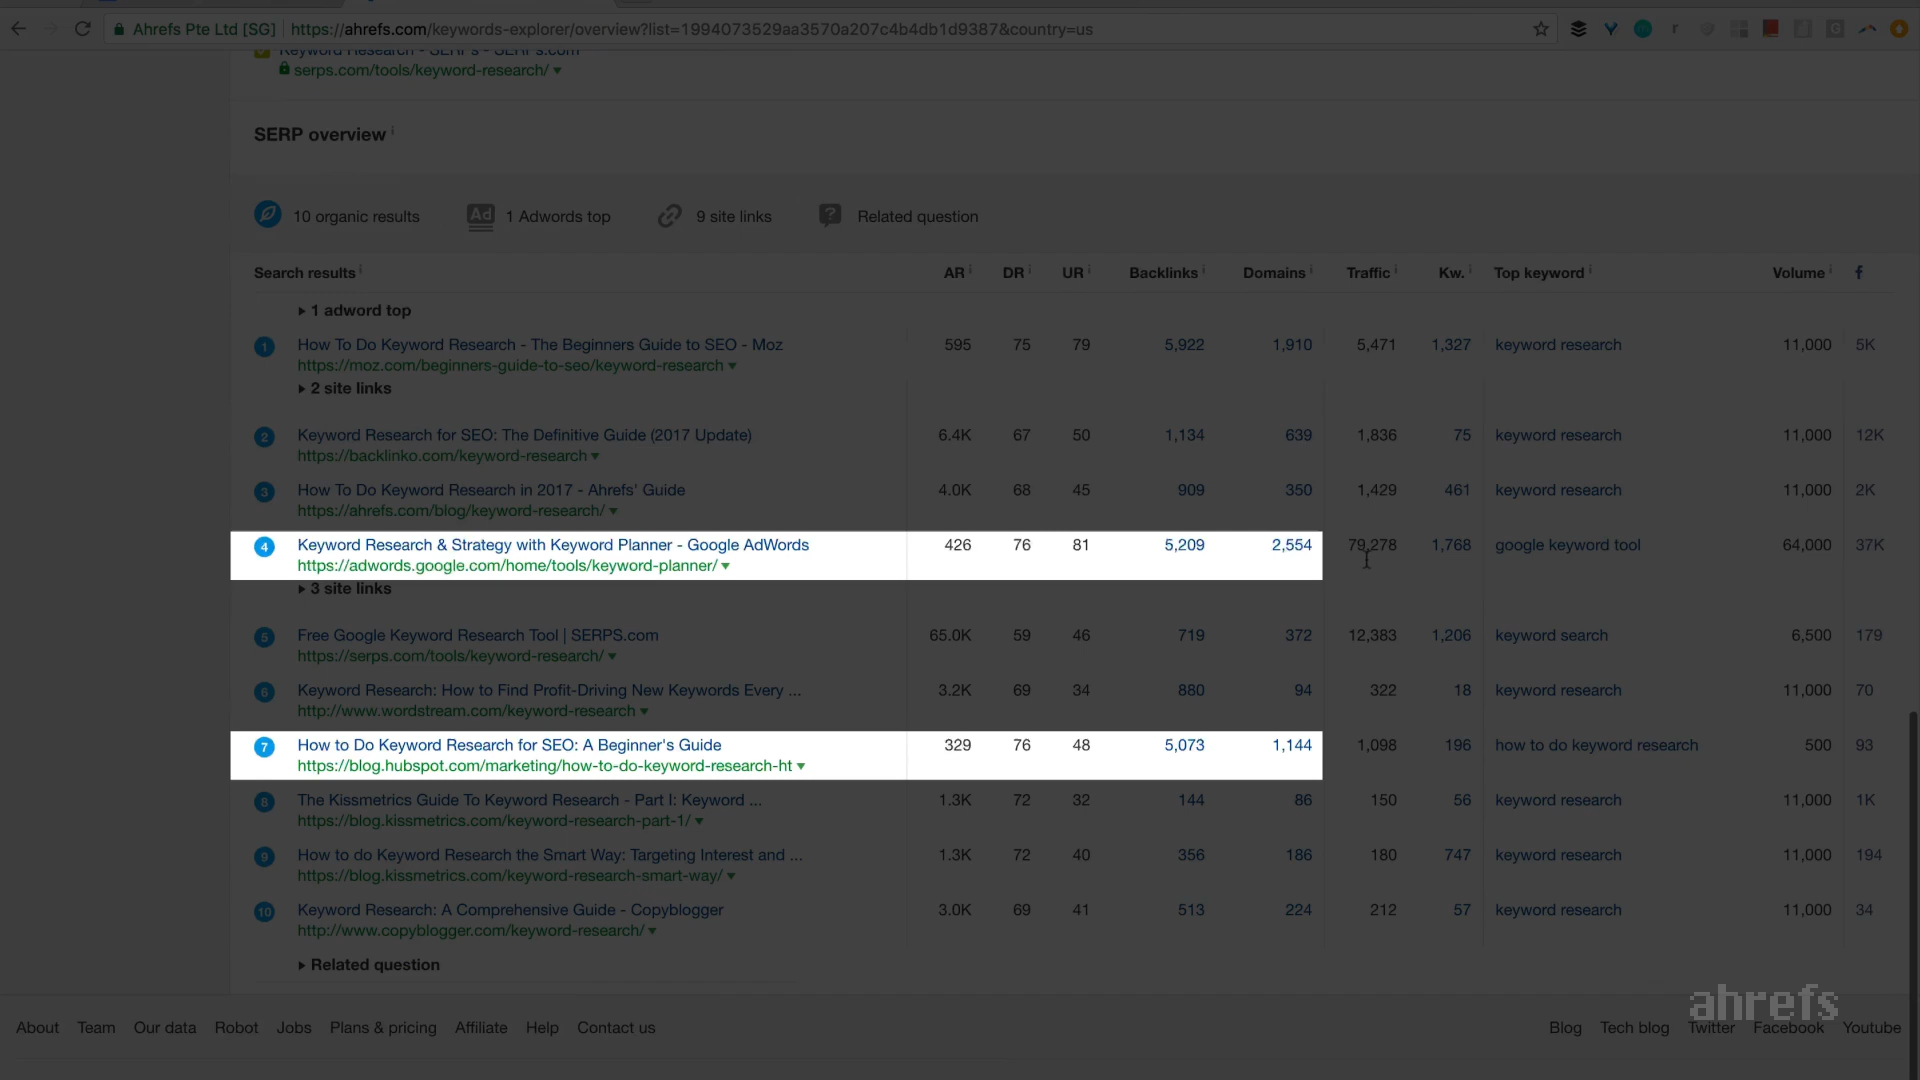 Ahrefs Pte Ltd [SG] https://ahrefs.com/keywords-explorer/overview?list=1994073529aa3570a207c4b4db1d9387&country=us
Keyword Research - SERPs - SERPs.com
serps.com/tools/keyword-research/
SERP overview
10 organic results Ad 1 Adwords top 9 site links Related question
Search results AR DR UR Backlinks Domains Traffic Kw. Top keyword Volume f
1 adword top
1 How To Do Keyword Research - The Beginners Guide to SEO - Moz 595 75 79 5,922 1,910 5,471 1,327 keyword research 11,000 5K
https://moz.com/beginners-guide-to-seo/keyword-research
2 site links
2 Keyword Research for SEO: The Definitive Guide (2017 Update) 6.4K 67 50 1,134 639 1,836 75 keyword research 11,000 12K
https://backlinko.com/keyword-research
3 How To Do Keyword Research in 2017 - Ahrefs' Guide 4.0K 68 45 909 350 1,429 461 keyword research 11,000 2K
https://ahrefs.com/blog/keyword-research/
4 Keyword Research & Strategy with Keyword Planner - Google AdWords 426 76 81 5,209 2,554 79,278 1,768 google keyword tool 64,000 37K
https://adwords.google.com/home/tools/keyword-planner/
3 site links
5 Free Google Keyword Research Tool | SERPS.com 65.0K 59 46 719 372 12,383 1,206 keyword search 6,500 179
https://serps.com/tools/keyword-research/
6 Keyword Research: How to Find Profit-Driving New Keywords Every ... 3.2K 69 34 880 94 322 18 keyword research 11,000 70
http://www.wordstream.com/keyword-research
7 How to Do Keyword Research for SEO: A Beginner's Guide 329 76 48 5,073 1,144 1,098 196 how to do keyword research 500 93
https://blog.hubspot.com/marketing/how-to-do-keyword-research-ht
8 The Kissmetrics Guide To Keyword Research - Part I: Keyword ... 1.3K 72 32 144 86 150 56 keyword research 11,000 1K
https://blog.kissmetrics.com/keyword-research-part-1/
9 How to do Keyword Research the Smart Way: Targeting Interest and ... 1.3K 72 40 356 186 180 747 keyword research 11,000 194
https://blog.kissmetrics.com/keyword-research-smart-way/
10 Keyword Research: A Comprehensive Guide - Copyblogger 3.0K 69 41 513 224 212 57 keyword research 11,000 34
http://www.copyblogger.com/keyword-research/
Related question
ahrefs
About Team Our data Robot Jobs Plans & pricing Affiliate Help Contact us Blog Tech blog Twitter Facebook Youtube